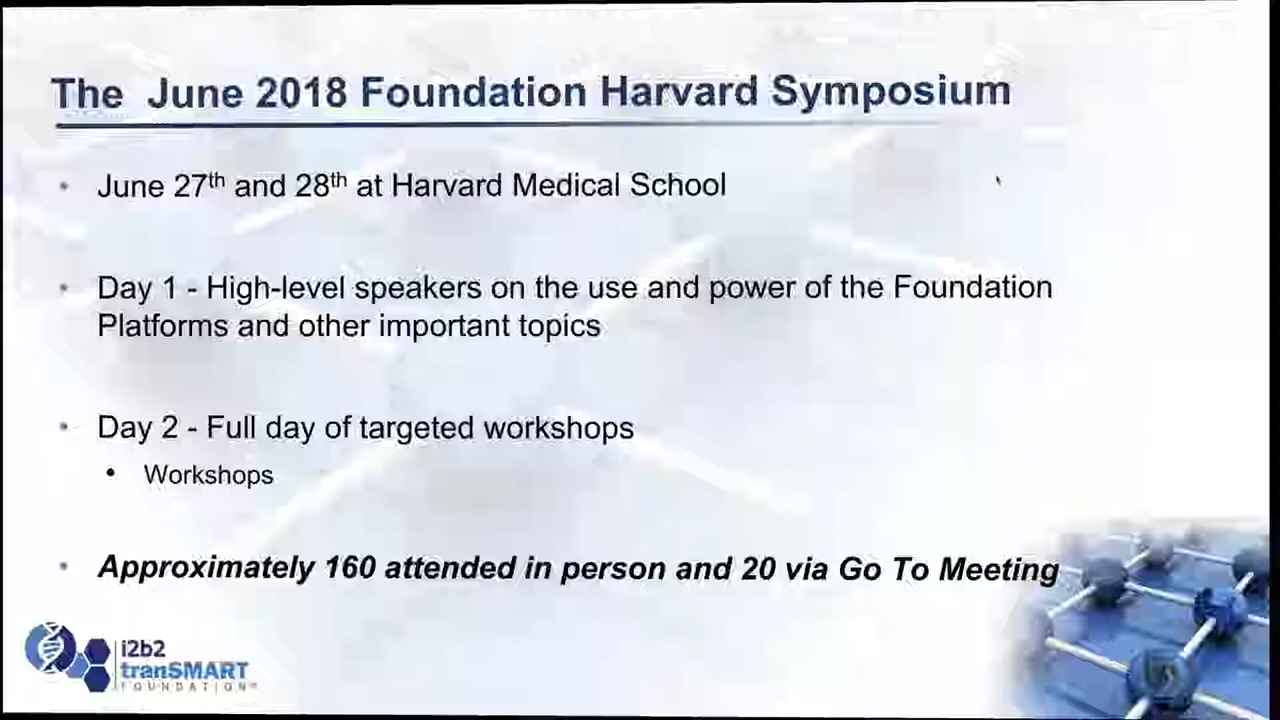 The June 2018 Foundation Harvard Symposium
• June 27th and 28th at Harvard Medical School
• Day 1 - High-level speakers on the use and power of the Foundation
Platforms and other important topics
• Day 2 - Full day of targeted workshops
• Workshops
• Approximately 160 attended in person and 20 via Go To Meeting
i2b2
tranSMART
FOUNDATION